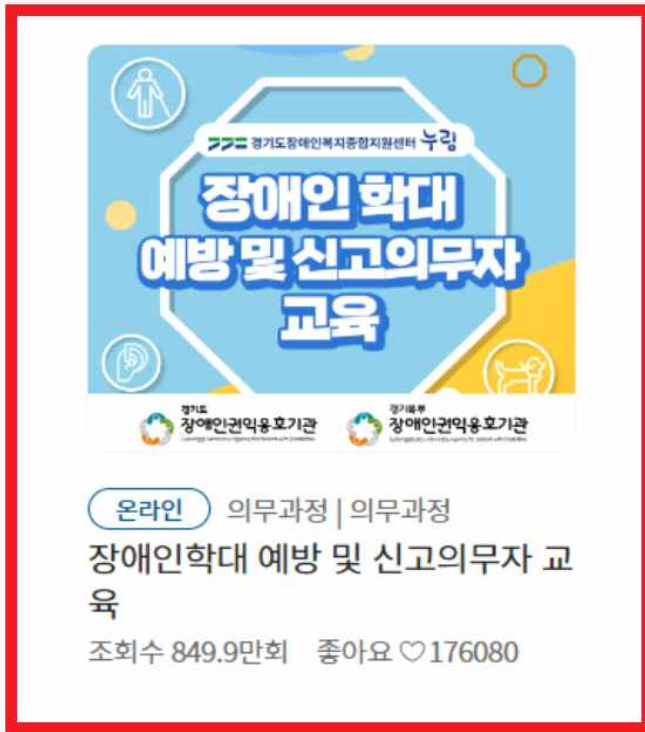 경기도장애인복지종합지원센터 누림
장애인 학대
예방 및 신고의무자
교육
경기도
장애인권익옹호기관
경기북부
장애인권익옹호기관
온라인 의무과정 | 의무과정
장애인학대 예방 및 신고의무자 교
육
조회수 849.9만회 좋아요 ♡176080